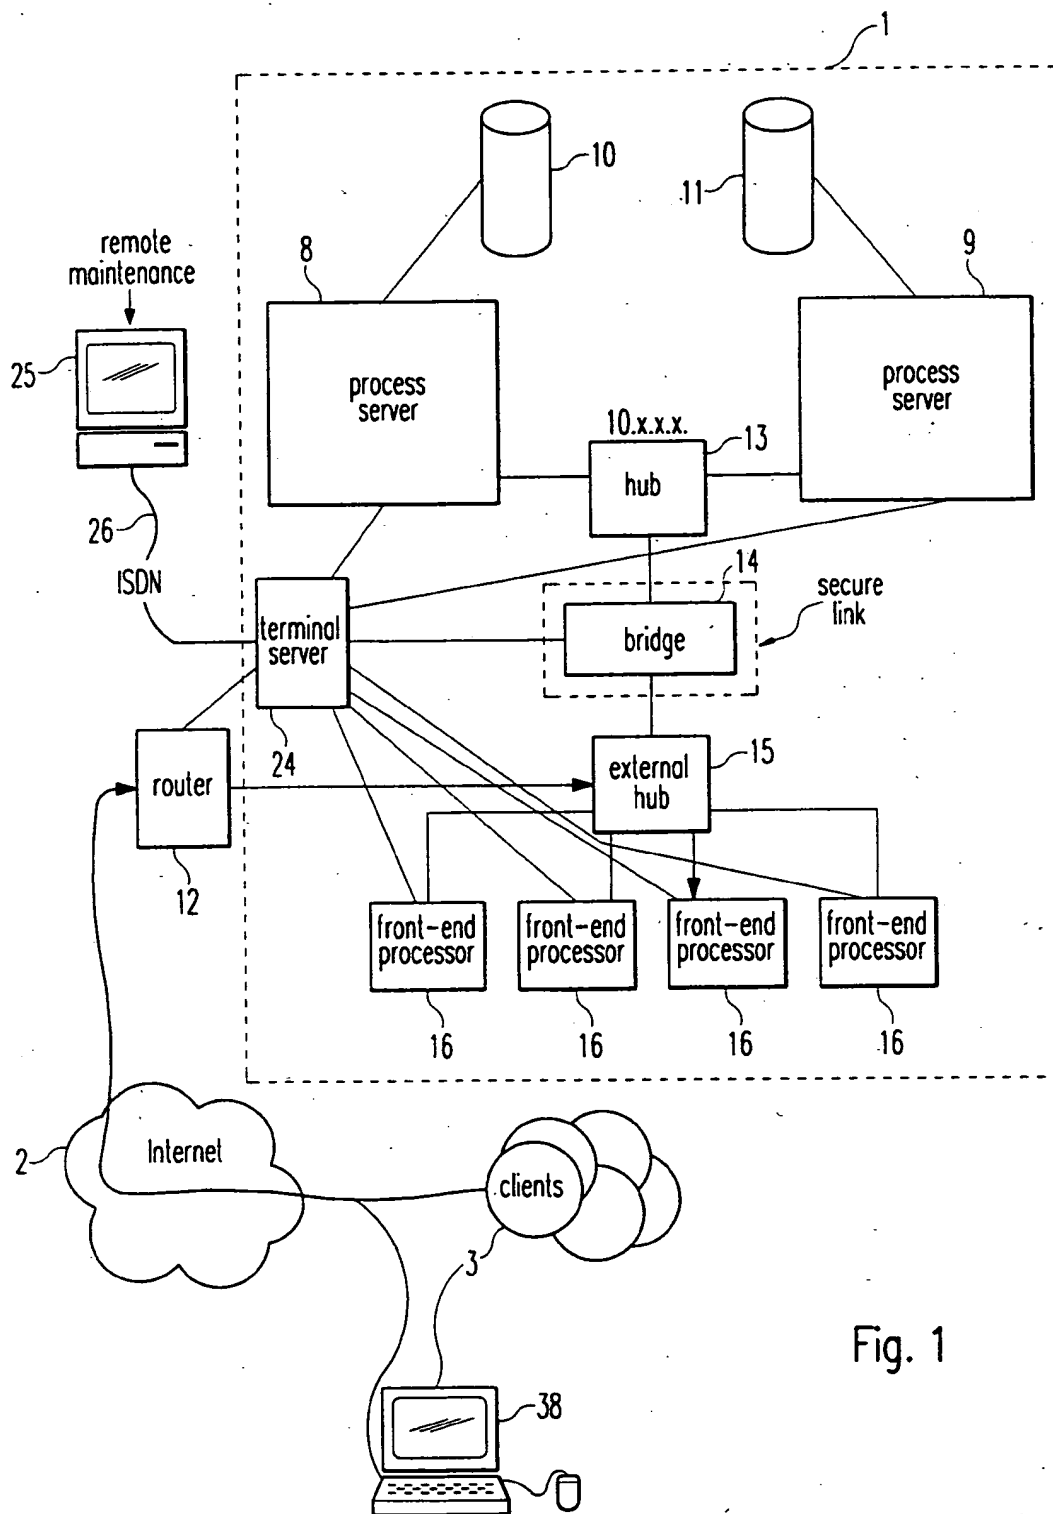 1
10
11
remote
maintenance
8
9
25
process
server
process
server
10.x.x.x.
13
hub
26
ISDN
14
secure
link
terminal
server
bridge
24
15
external
hub
router
12
front-end
processor
front-end
processor
front-end
processor
front-end
processor
16
16
16
16
2
Internet
clients
3
Fig. 1
38